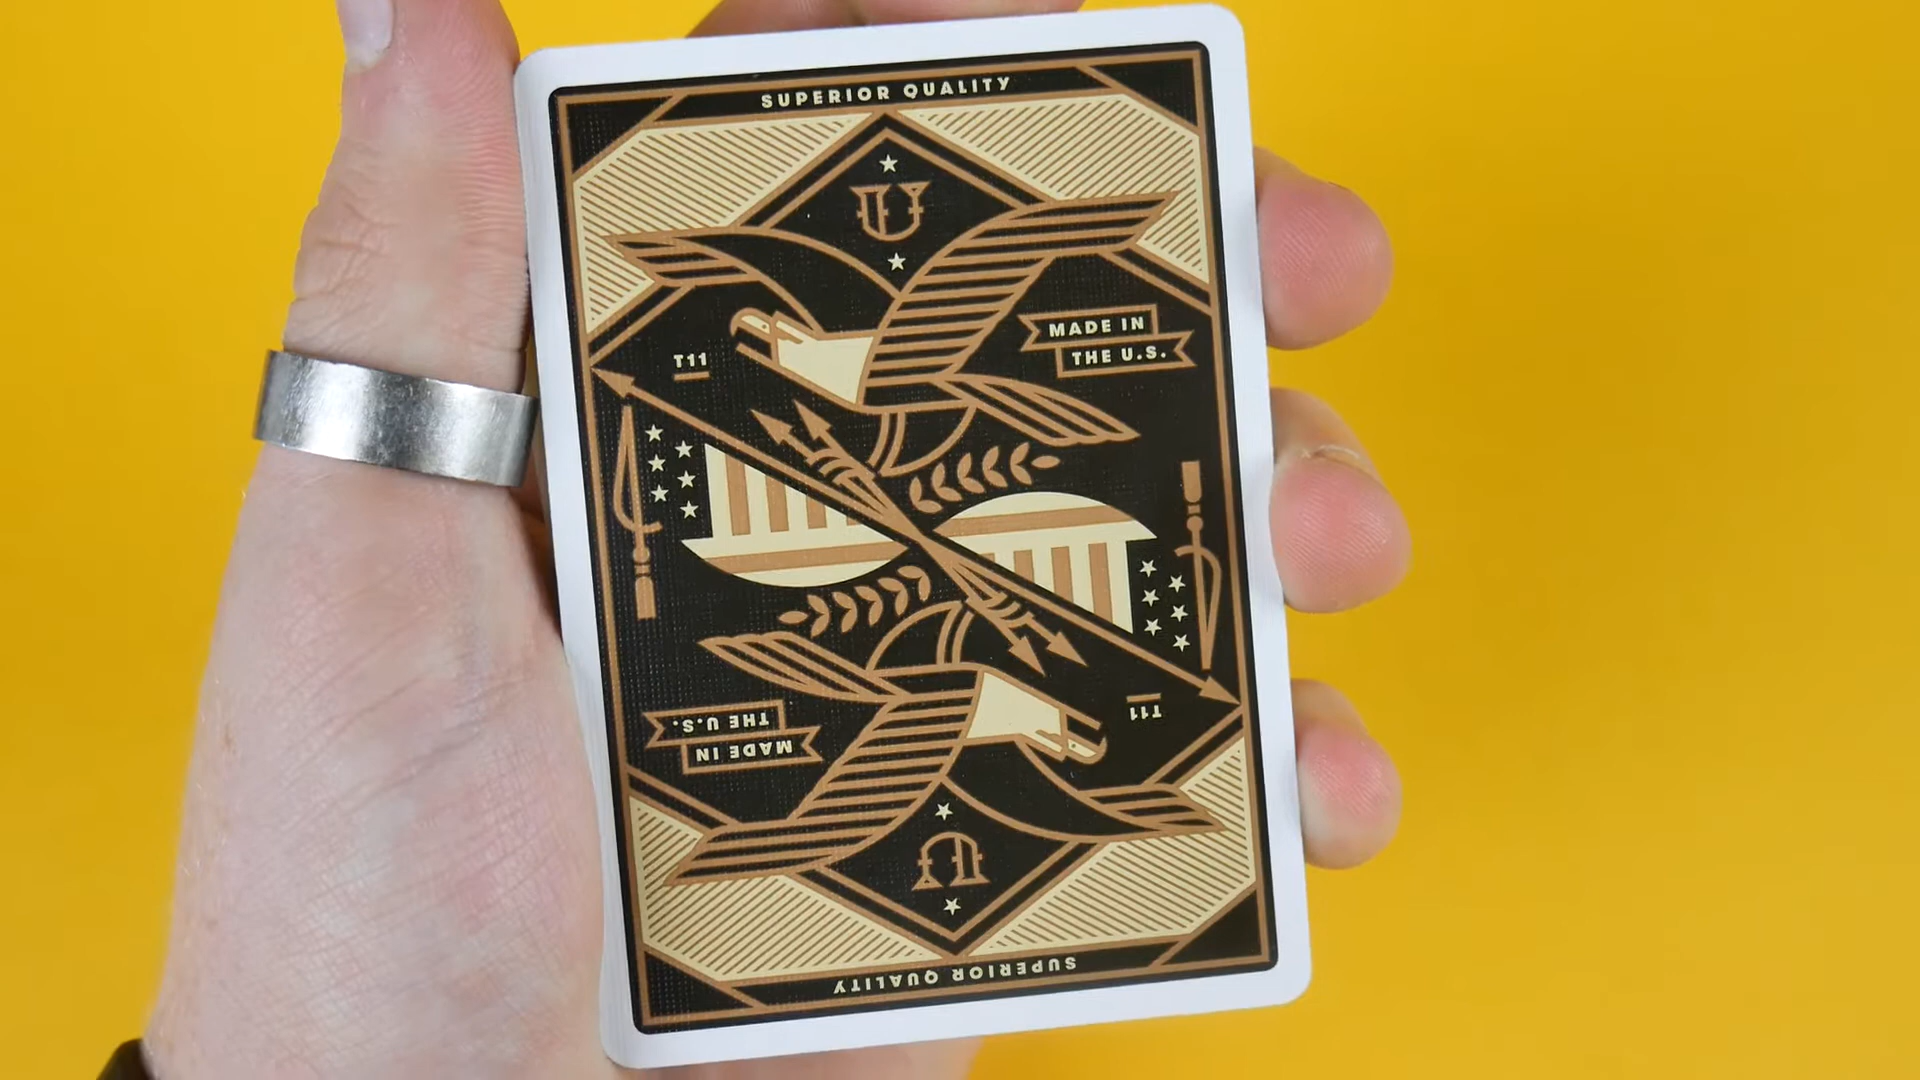 SUPERIOR QUALITY
U
MADE IN
THE U.S.
T11
T11
THE U.S.
MADE IN
U
SUPERIOR QUALITY